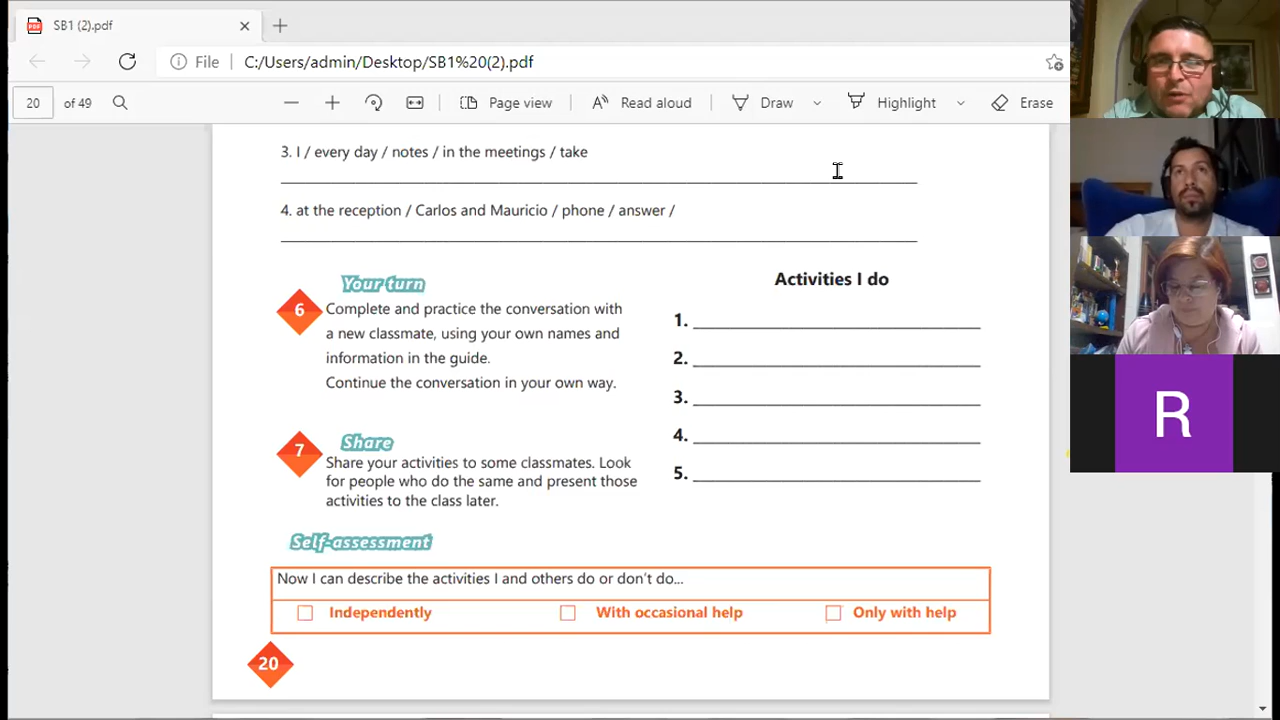 SB1 (2).pdf
File
C:/Users/admin/Desktop/SB1%20(2).pdf
20 of 49
Page view
Read aloud
Draw
Highlight
Erase
3. I / every day / notes / in the meetings / take
4. at the reception / Carlos and Mauricio / phone / answer /
Your turn
6
Complete and practice the conversation with
a new classmate, using your own names and
information in the guide.
Continue the conversation in your own way.
7
Share
Share your activities to some classmates. Look
for people who do the same and present those
activities to the class later.
Activities I do
1.
2.
3.
4.
5.
Self-assessment
Now I can describe the activities I and others do or don't do...
Independently
With occasional help
Only with help
20
R